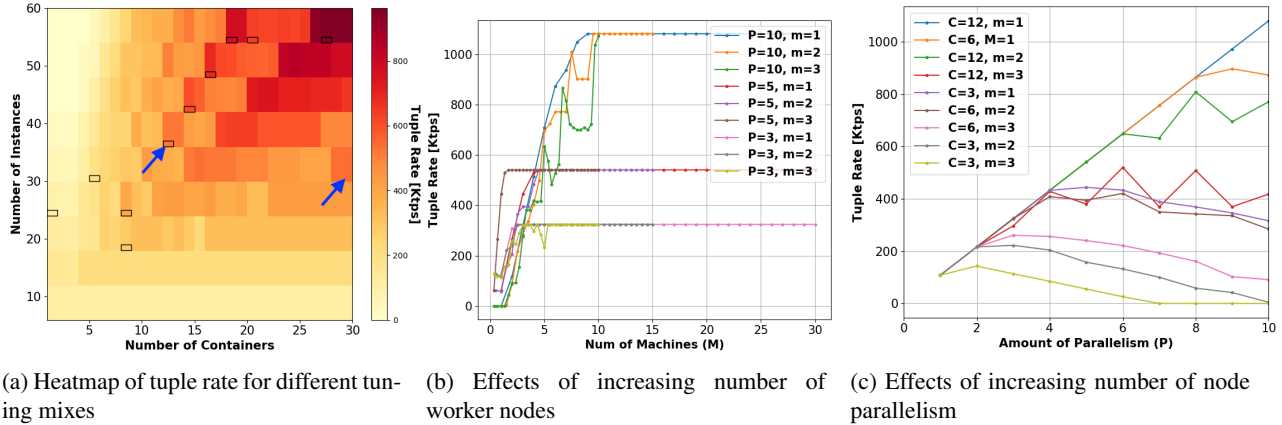 60
50
40
30
20
10
5
10
15
20
25
30
Number of Instances
Number of Containers
800
600
400
200
0
Tuple Rate [Ktps]
1000
800
600
400
200
0
0
5
10
15
20
25
30
Tuple Rate [Ktps]
Num of Machines (M)
P=10, m=1
P=10, m=2
P=10, m=3
P=5, m=1
P=5, m=2
P=5, m=3
P=3, m=1
P=3, m=2
P=3, m=3
1000
800
600
400
200
0
0
2
4
6
8
10
Tuple Rate [Ktps]
Amount of Parallelism (P)
C=12, m=1
C=6, M=1
C=12, m=2
C=12, m=3
C=3, m=1
C=6, m=2
C=6, m=3
C=3, m=2
C=3, m=3
(a) Heatmap of tuple rate for different tun-
ing mixes
(b) Effects of increasing number of
worker nodes
(c) Effects of increasing number of node
parallelism